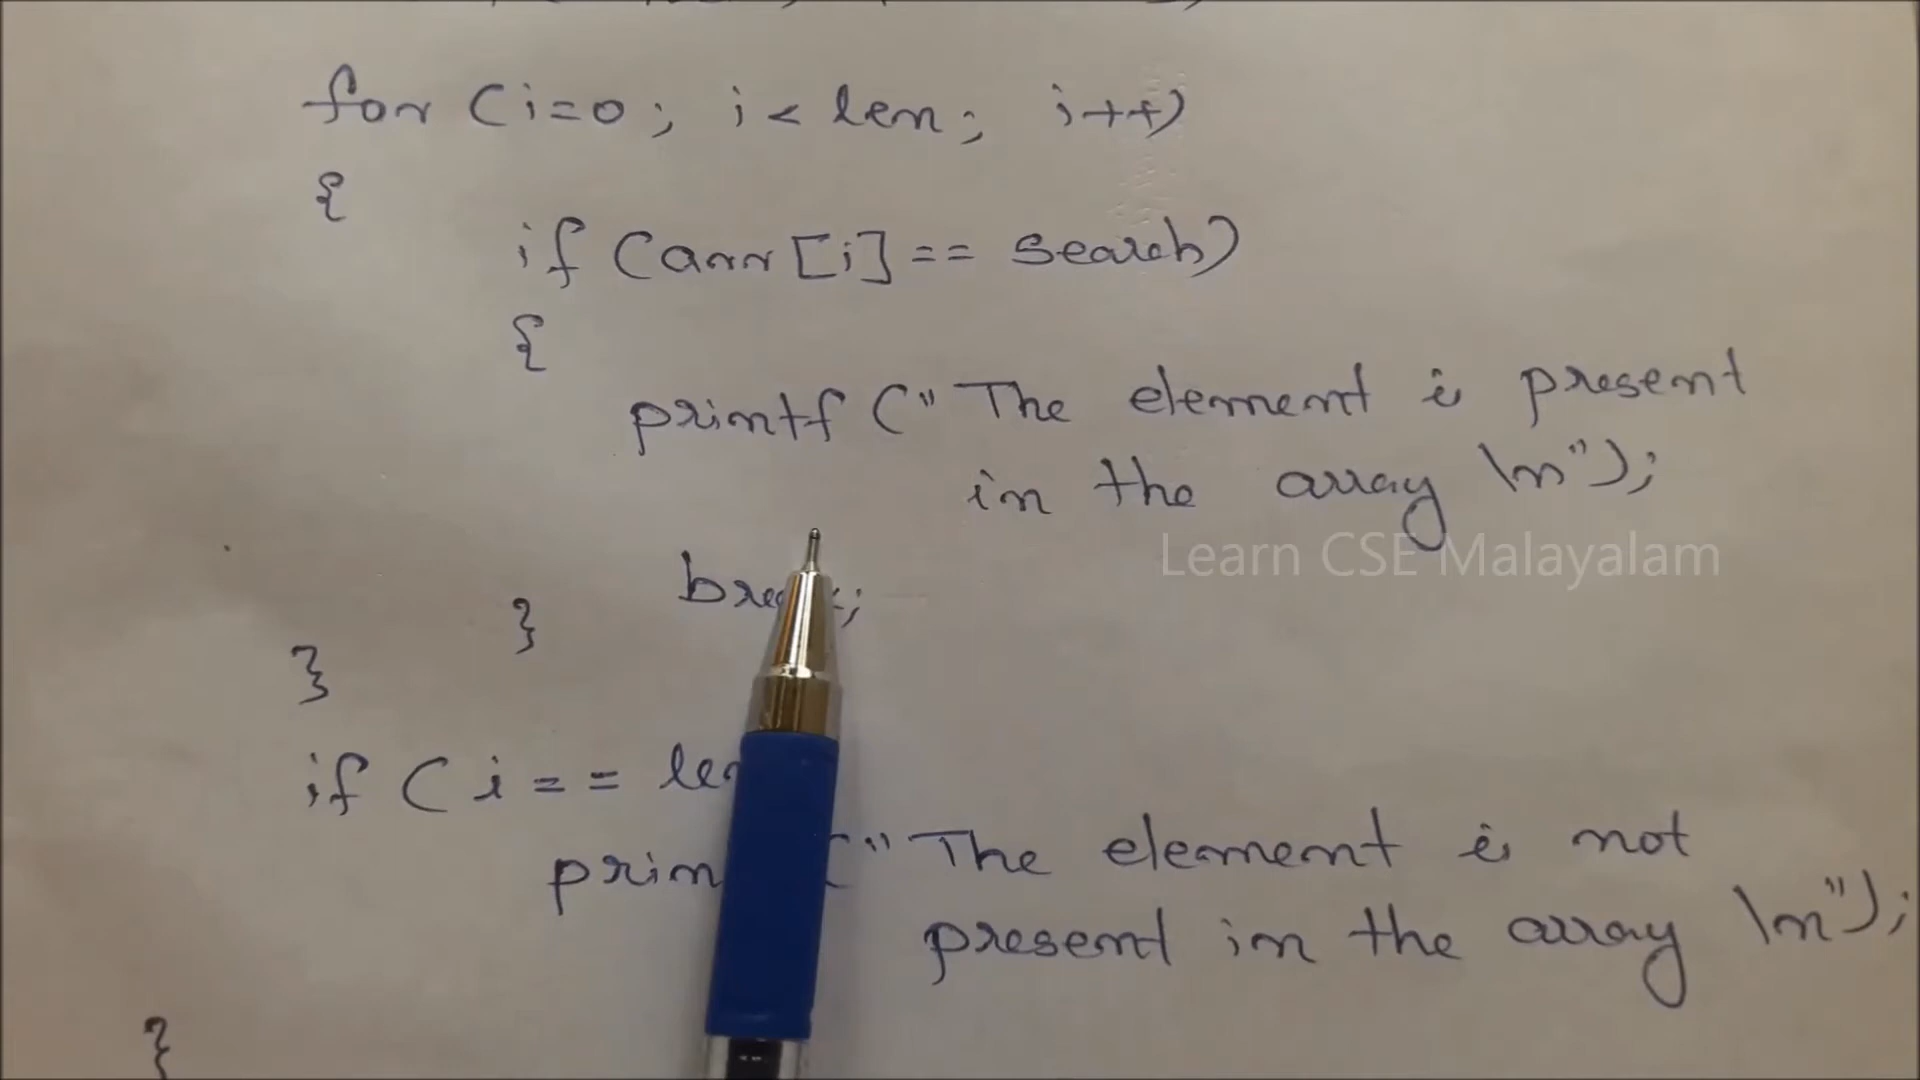 for (i=0; i< len; i++)
{
if (arr[i]== search)
{
printf (" The element is present
in the array \n");
Learn CSE Malayalam
}
}
if ( i ==
" The element is not
present in the array \n");
}